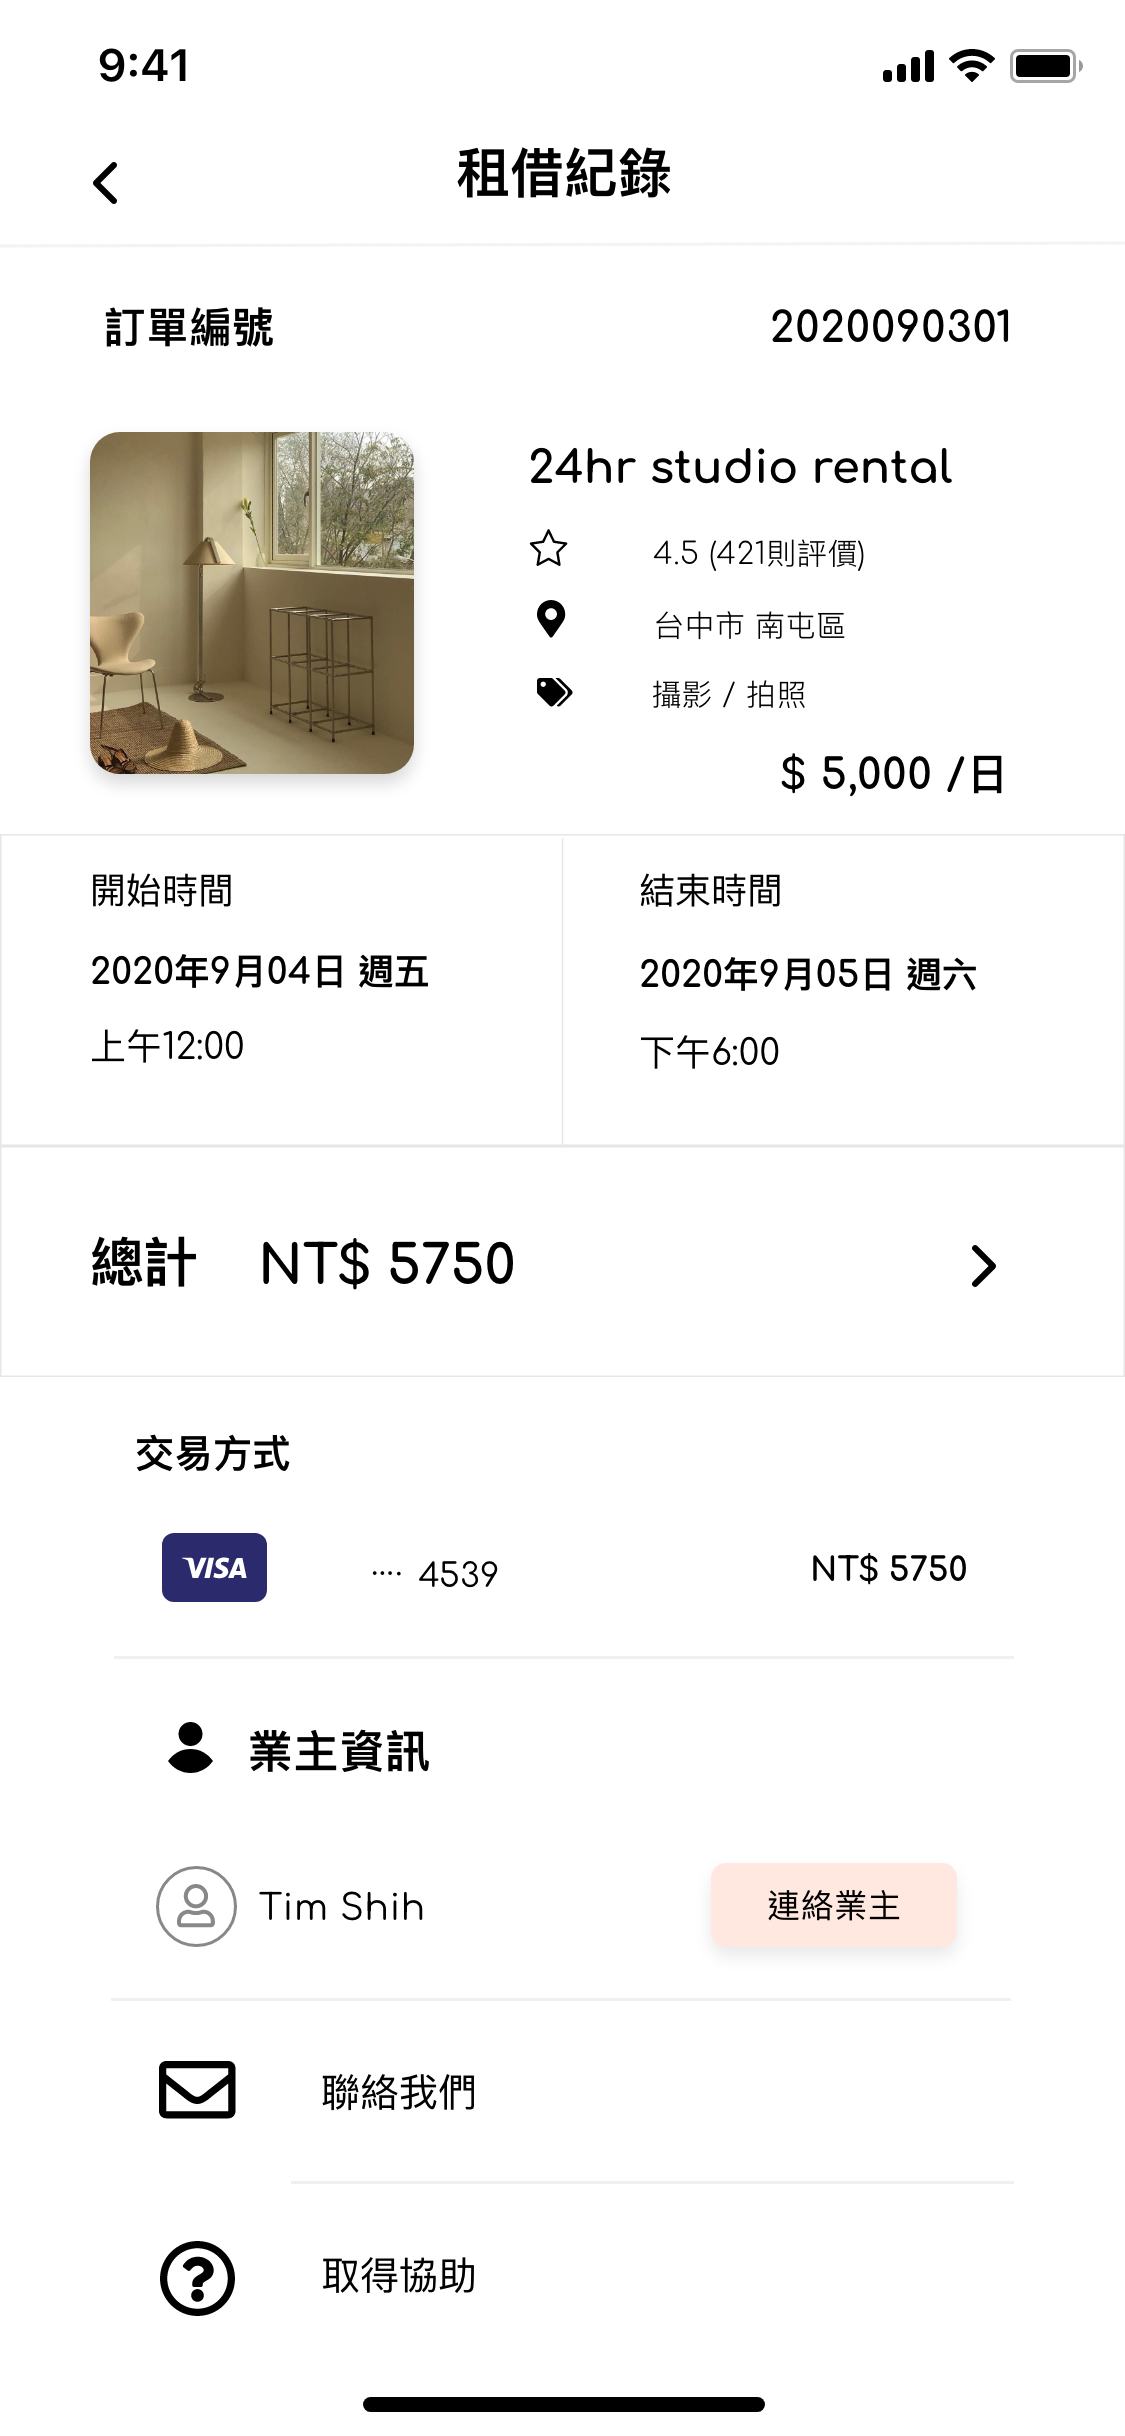 9:41
租借紀錄
訂單編號 2020090301
24hr studio rental
4.5 (421則評價)
台中市 南屯區
攝影 / 拍照
$ 5,000 /日
開始時間
2020年9月04日 週五
上午12:00
結束時間
2020年9月05日 週六
下午6:00
總計 NT$ 5750
交易方式
VISA ···· 4539 NT$ 5750
業主資訊
Tim Shih 連絡業主
聯絡我們
取得協助